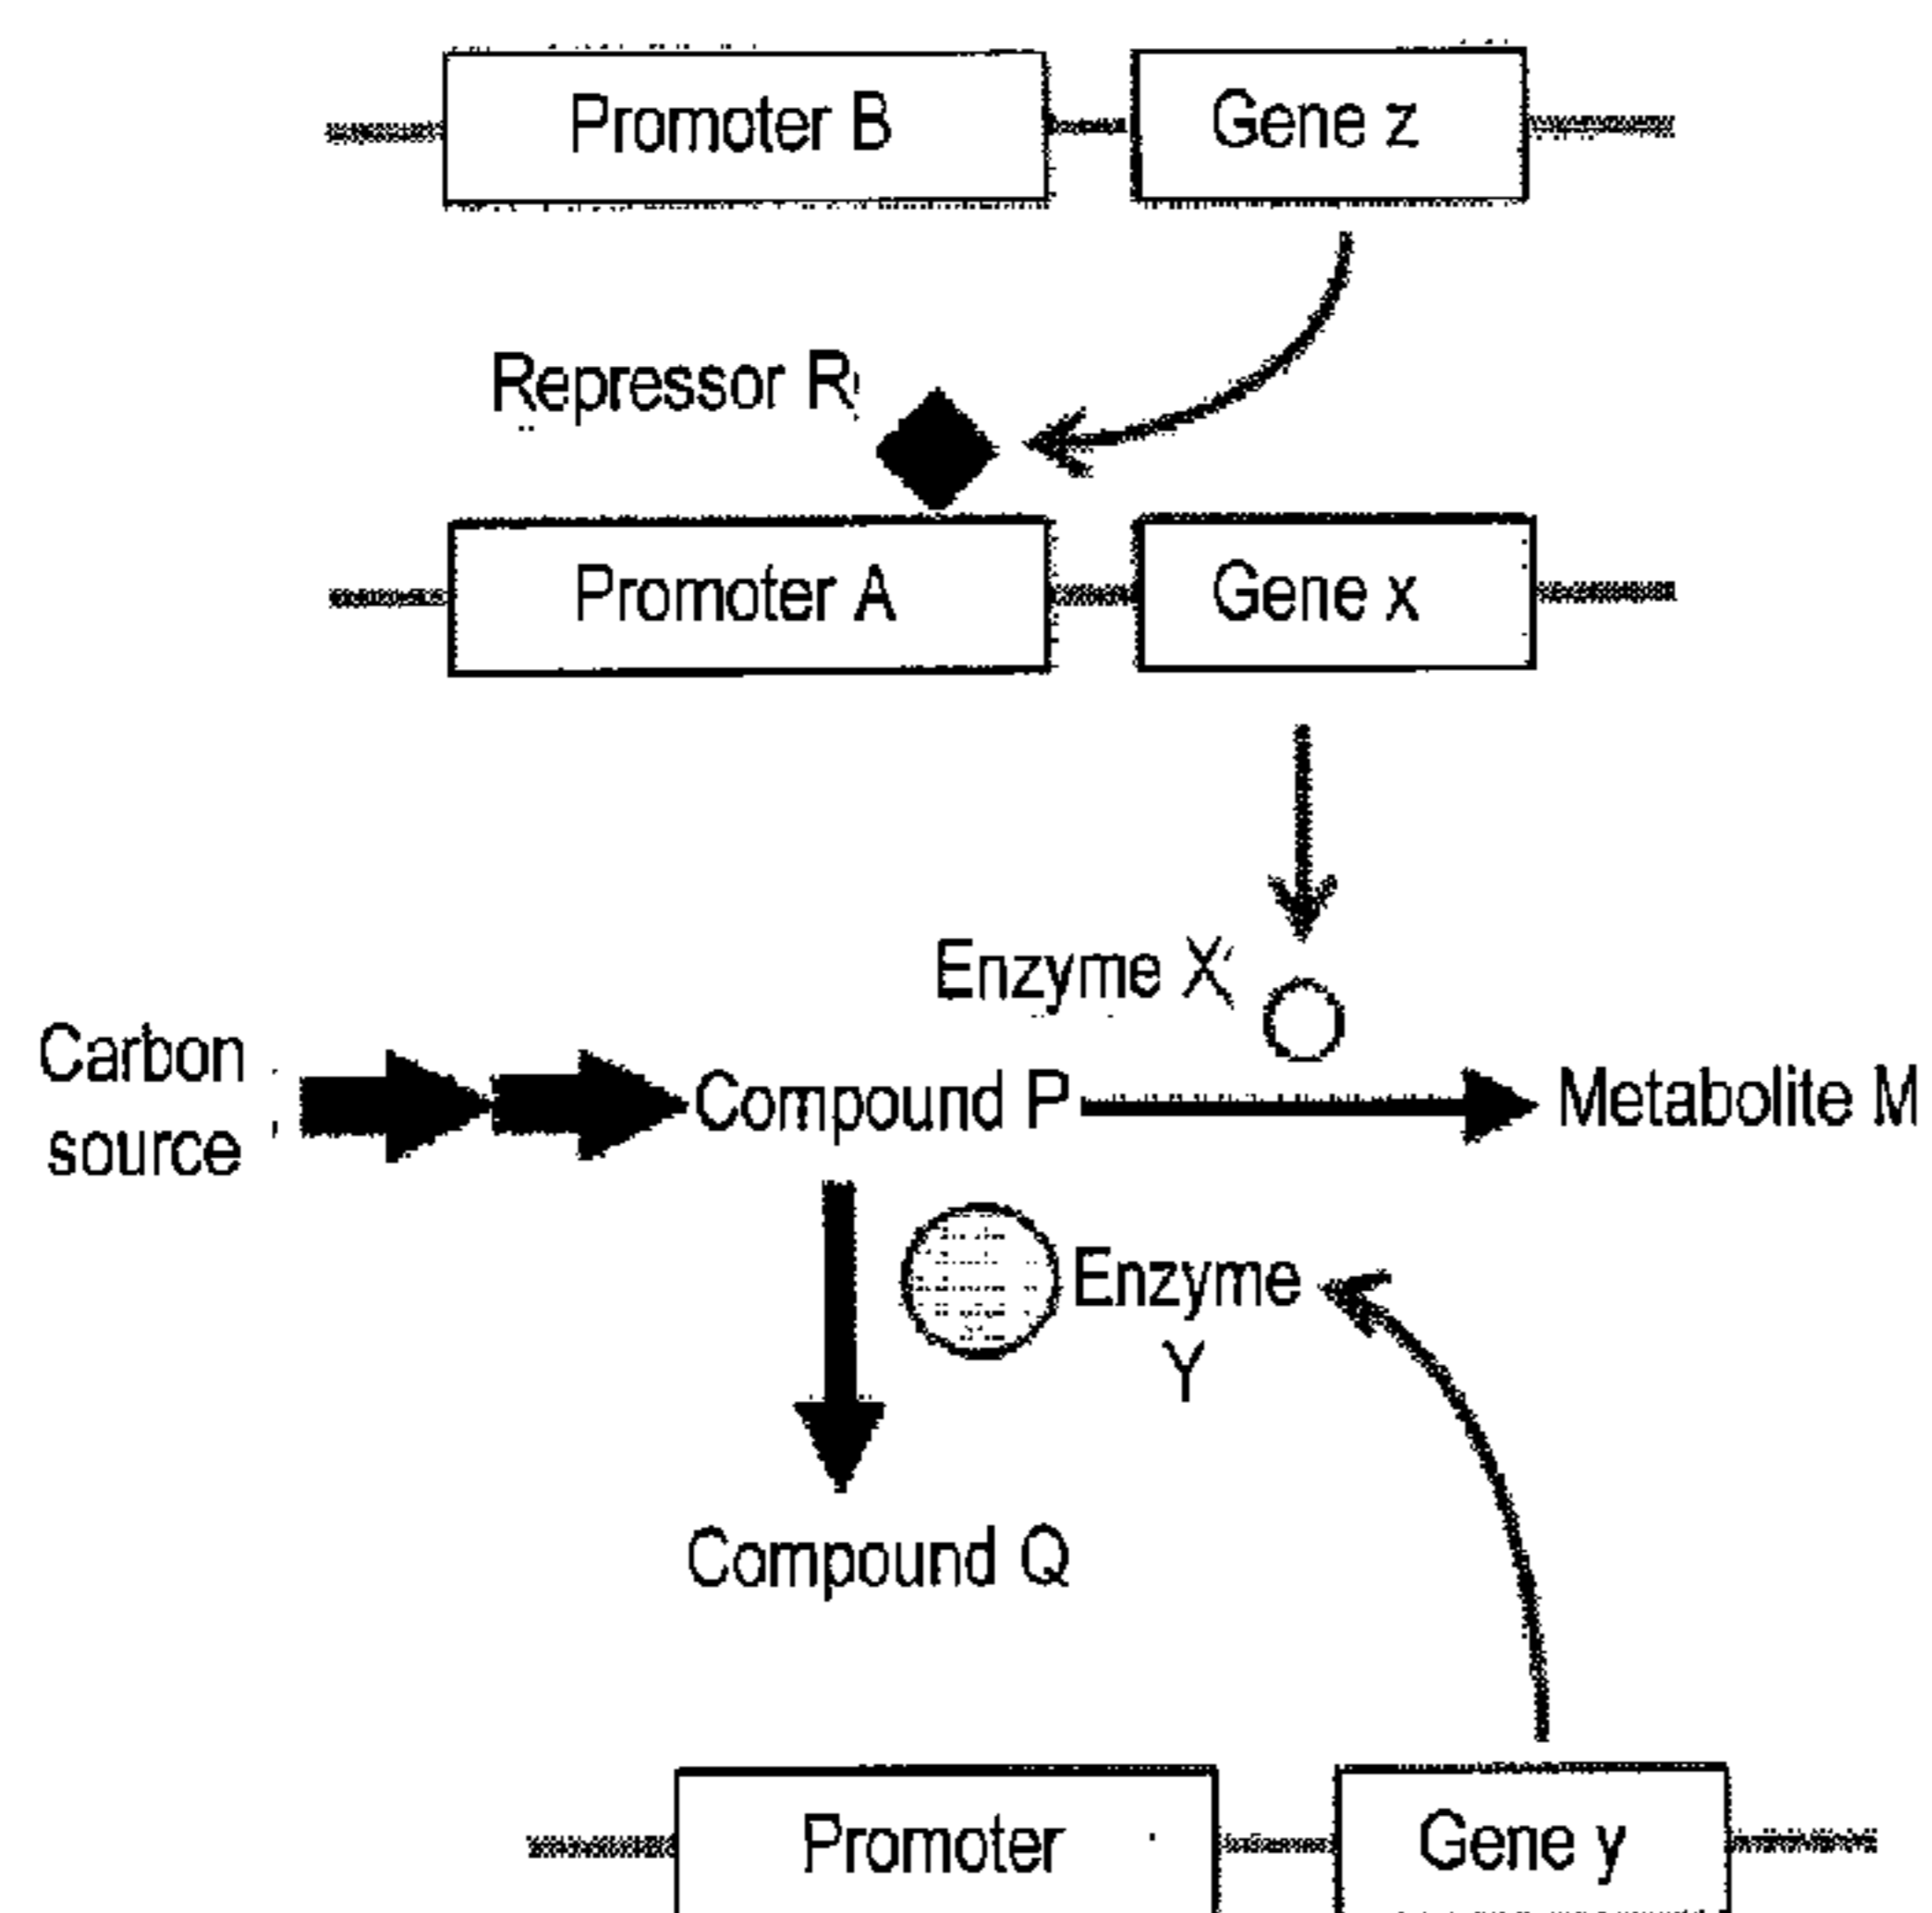 Promoter B
Gene z
Repressor R
Promoter A
Gene x
Enzyme X
Carbon
source
Compound P
Metabolite M
Enzyme
Y
Compound Q
Promoter
Gene y